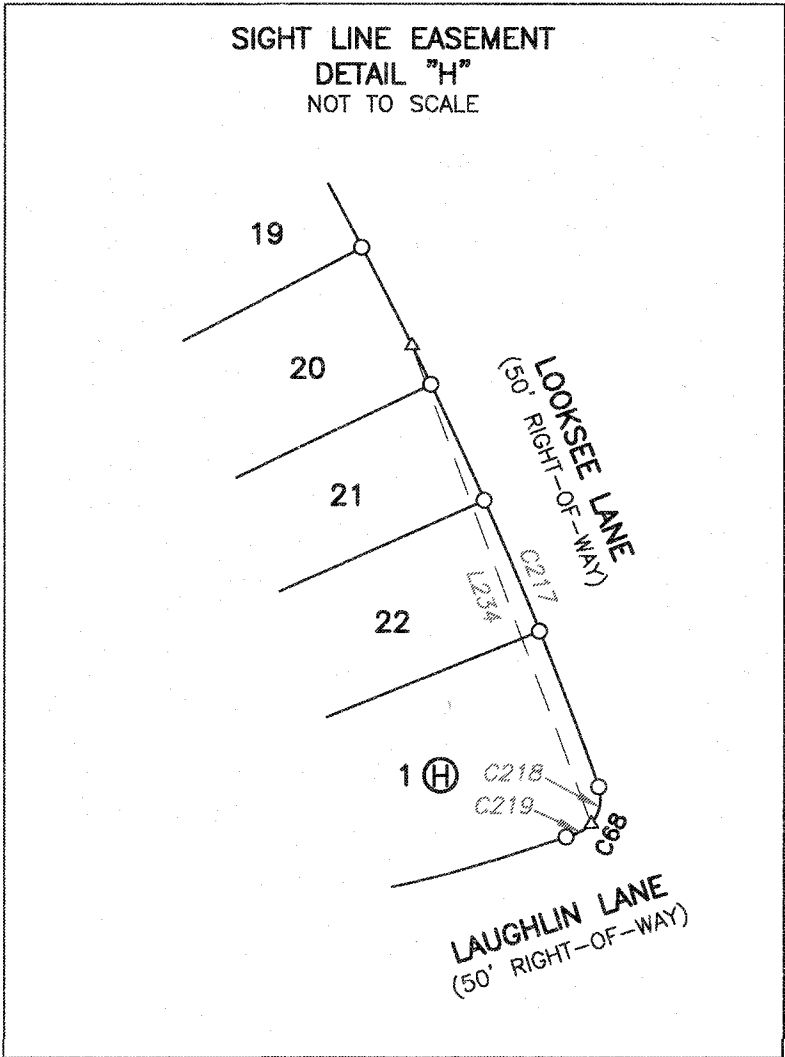 SIGHT LINE EASEMENT
DETAIL "H"
NOT TO SCALE
19
20
LOOKSEE LANE
(50' RIGHT-OF-WAY)
21
C217
L234
22
1 H
C218
C219
C68
LAUGHLIN LANE
(50' RIGHT-OF-WAY)